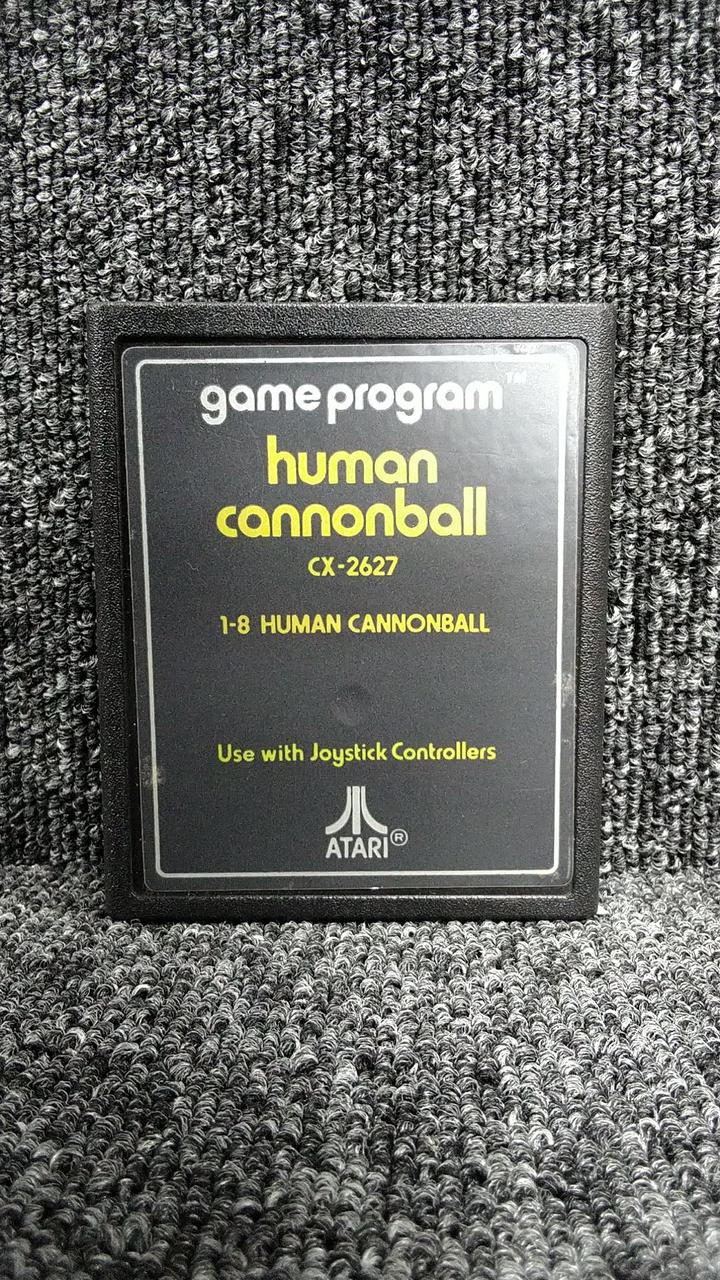 game program™
human
cannonball
CX-2627
1-8 HUMAN CANNONBALL
Use with Joystick Controllers
ATARI®